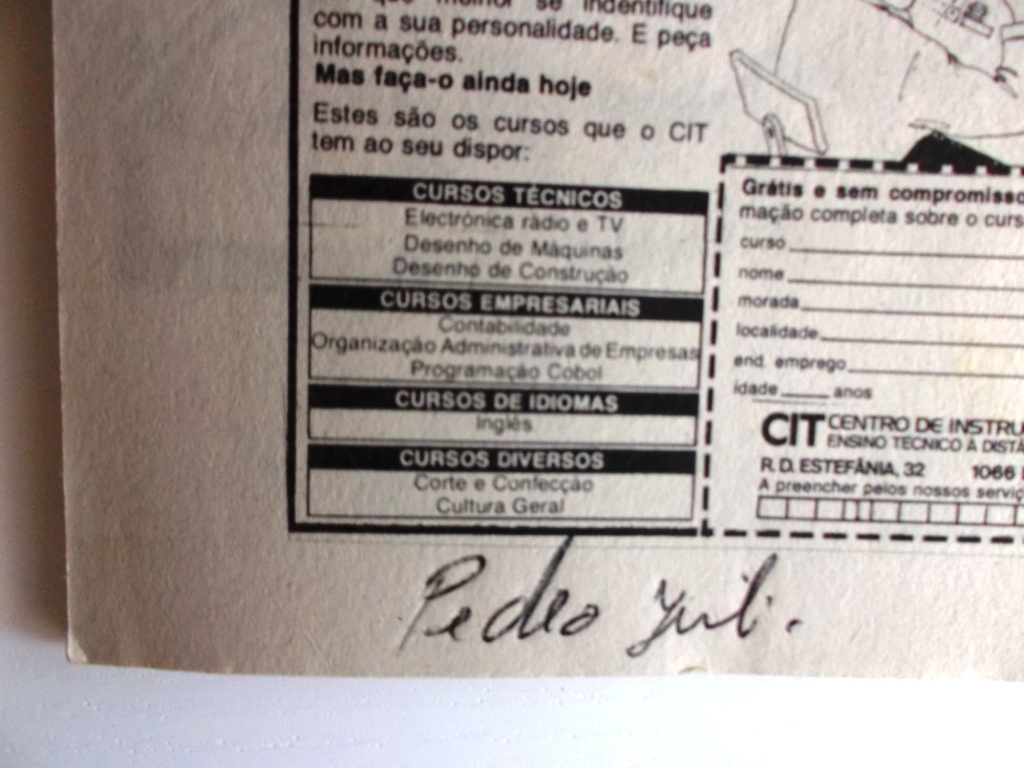 que melhor se indentifique
com a sua personalidade. E peça
informações.
Mas faça-o ainda hoje
Estes são os cursos que o CIT
tem ao seu dispor:
CURSOS TÉCNICOS
Electrónica rádio e TV
Desenho de Máquinas
Desenho de Construção
CURSOS EMPRESARIAIS
Contabilidade
Organização Administrativa de Empresas
Programação Cobol
CURSOS DE IDIOMAS
Inglês
CURSOS DIVERSOS
Corte e Confecção
Cultura Geral
Grátis e sem compromisso
mação completa sobre o curs
curso
nome
morada
localidade
end. emprego
idade anos
CIT CENTRO DE INSTRU
ENSINO TÉCNICO À DISTÂ
R. D. ESTEFÂNIA, 32 1066
A preencher pelos nossos serviç
Pedro